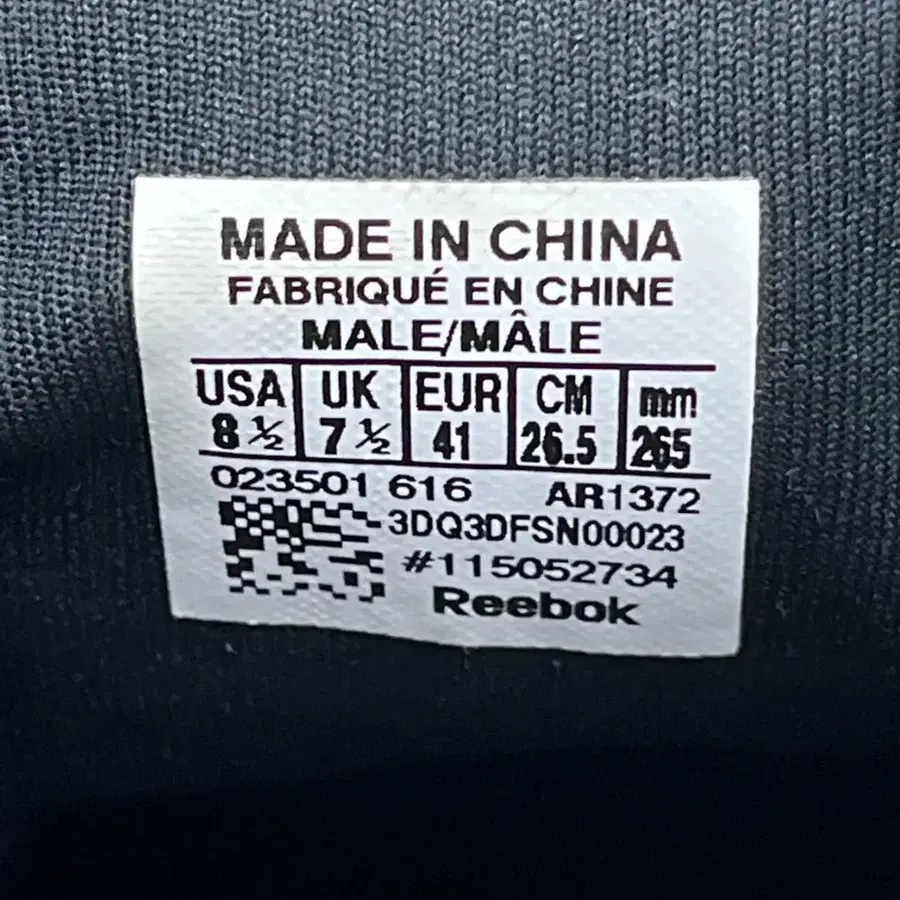 MADE IN CHINA
FABRIQUÉ EN CHINE
MALE/MÂLE
USA UK EUR CM mm
8 ½ 7 ½ 41 26.5 265
023501 616 AR1372
3DQ3DFSN00023
#115052734
Reebok